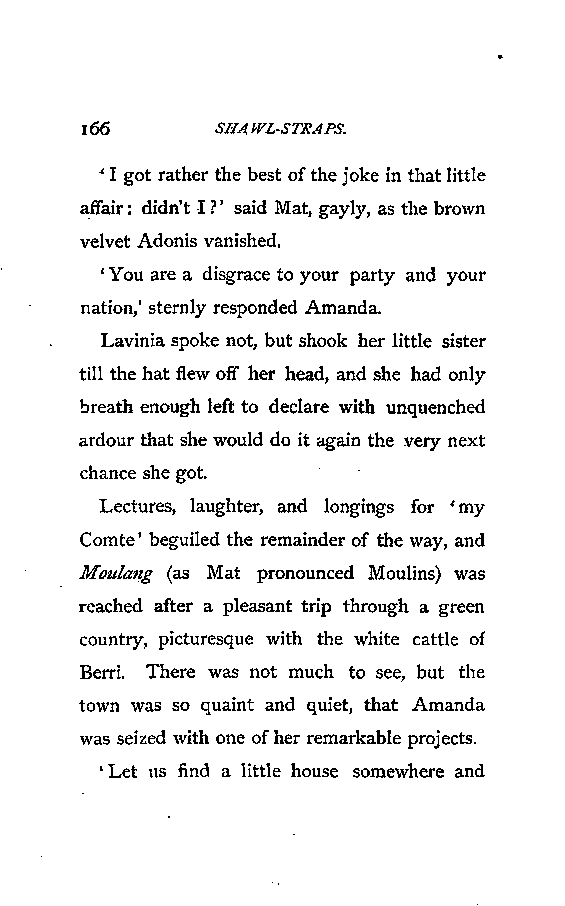 166 SHAWL-STRAPS.
‘I got rather the best of the joke in that little
affair: didn’t I?’ said Mat, gayly, as the brown
velvet Adonis vanished.
‘You are a disgrace to your party and your
nation,’ sternly responded Amanda.
Lavinia spoke not, but shook her little sister
till the hat flew off her head, and she had only
breath enough left to declare with unquenched
ardour that she would do it again the very next
chance she got.
Lectures, laughter, and longings for ‘my
Comte’ beguiled the remainder of the way, and
Moulang (as Mat pronounced Moulins) was
reached after a pleasant trip through a green
country, picturesque with the white cattle of
Berri. There was not much to see, but the
town was so quaint and quiet, that Amanda
was seized with one of her remarkable projects.
‘Let us find a little house somewhere and